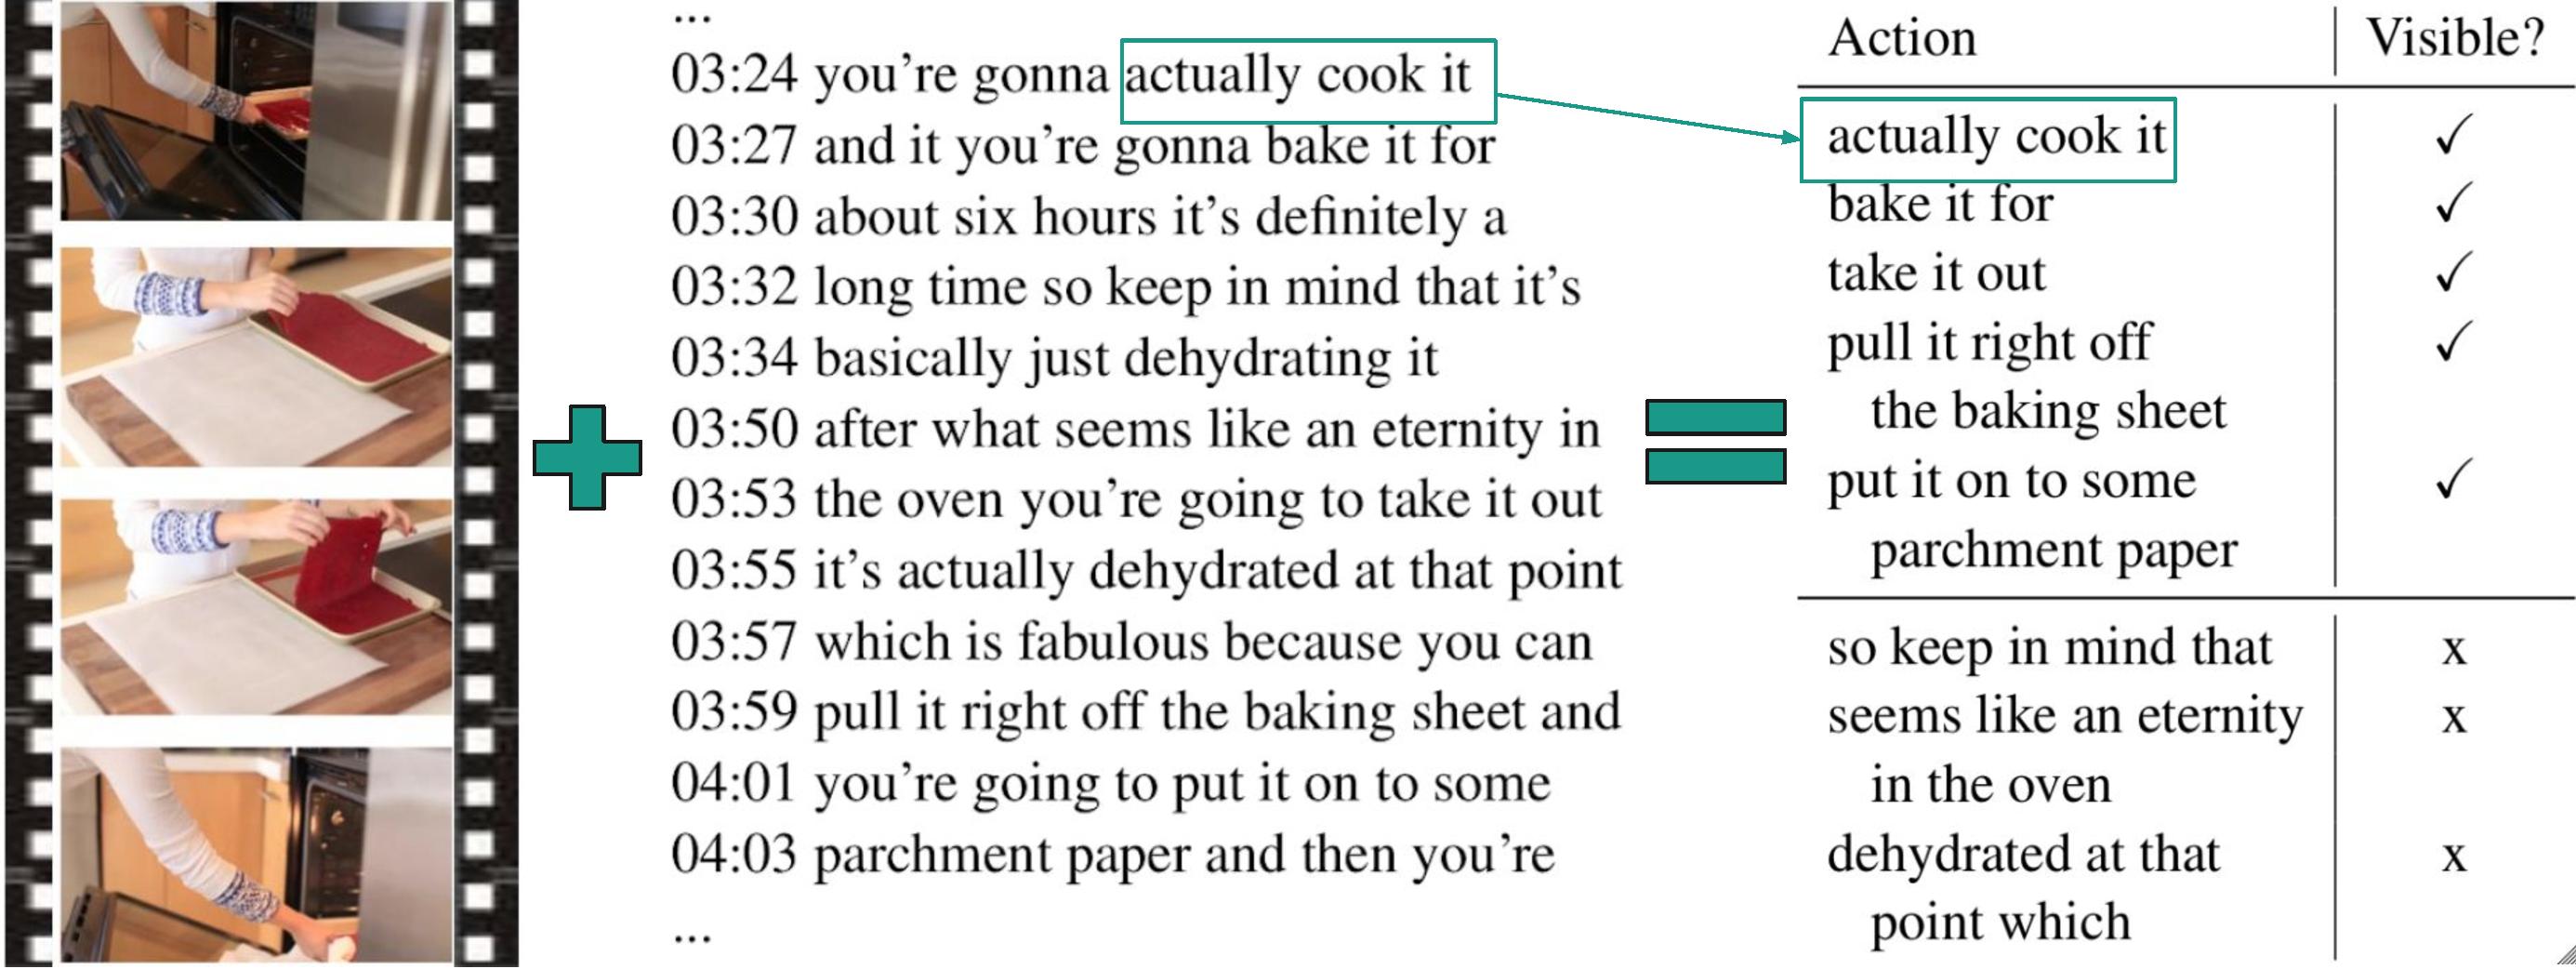 ...
03:24 you're gonna actually cook it
03:27 and it you're gonna bake it for
03:30 about six hours it's definitely a
03:32 long time so keep in mind that it's
03:34 basically just dehydrating it
03:50 after what seems like an eternity in
03:53 the oven you're going to take it out
03:55 it's actually dehydrated at that point
03:57 which is fabulous because you can
03:59 pull it right off the baking sheet and
04:01 you're going to put it on to some
04:03 parchment paper and then you're
...
Action Visible?
actually cook it ✓
bake it for ✓
take it out ✓
pull it right off ✓
the baking sheet
put it on to some ✓
parchment paper
so keep in mind that x
seems like an eternity x
in the oven
dehydrated at that x
point which